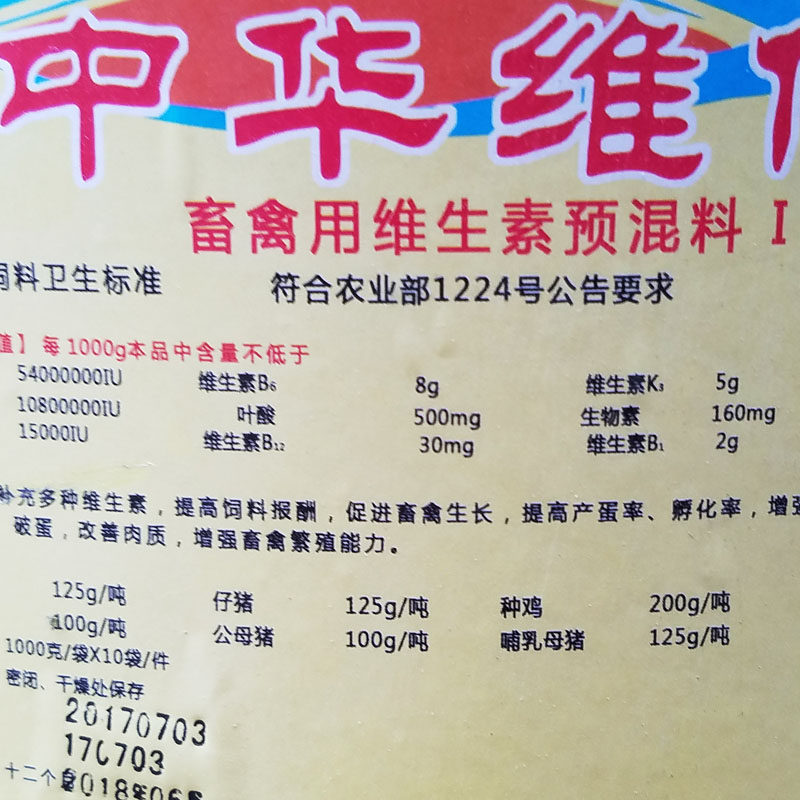 中华维
畜禽用维生素预混料 I
饲料卫生标准 符合农业部1224号公告要求
值】每1000g本品中含量不低于
54000000IU 维生素B₆ 8g 维生素K₃ 5g
10800000IU 叶酸 500mg 生物素 160mg
15000IU 维生素B₁₂ 30mg 维生素B₁ 2g
补充多种维生素，提高饲料报酬，促进畜禽生长，提高产蛋率、孵化率，增强
破蛋，改善肉质，增强畜禽繁殖能力。
125g/吨 仔猪 125g/吨 种鸡 200g/吨
100g/吨 公母猪 100g/吨 哺乳母猪 125g/吨
1000克/袋X10袋/件
密闭、干燥处保存
20170703
170703
十二个